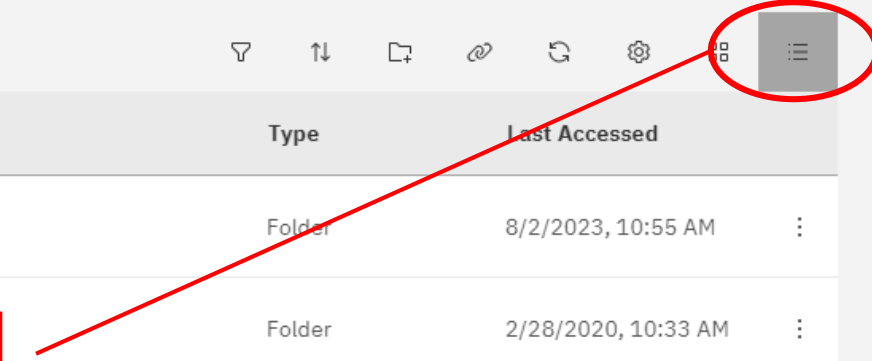 Type Last Accessed
Folder 8/2/2023, 10:55 AM
Folder 2/28/2020, 10:33 AM